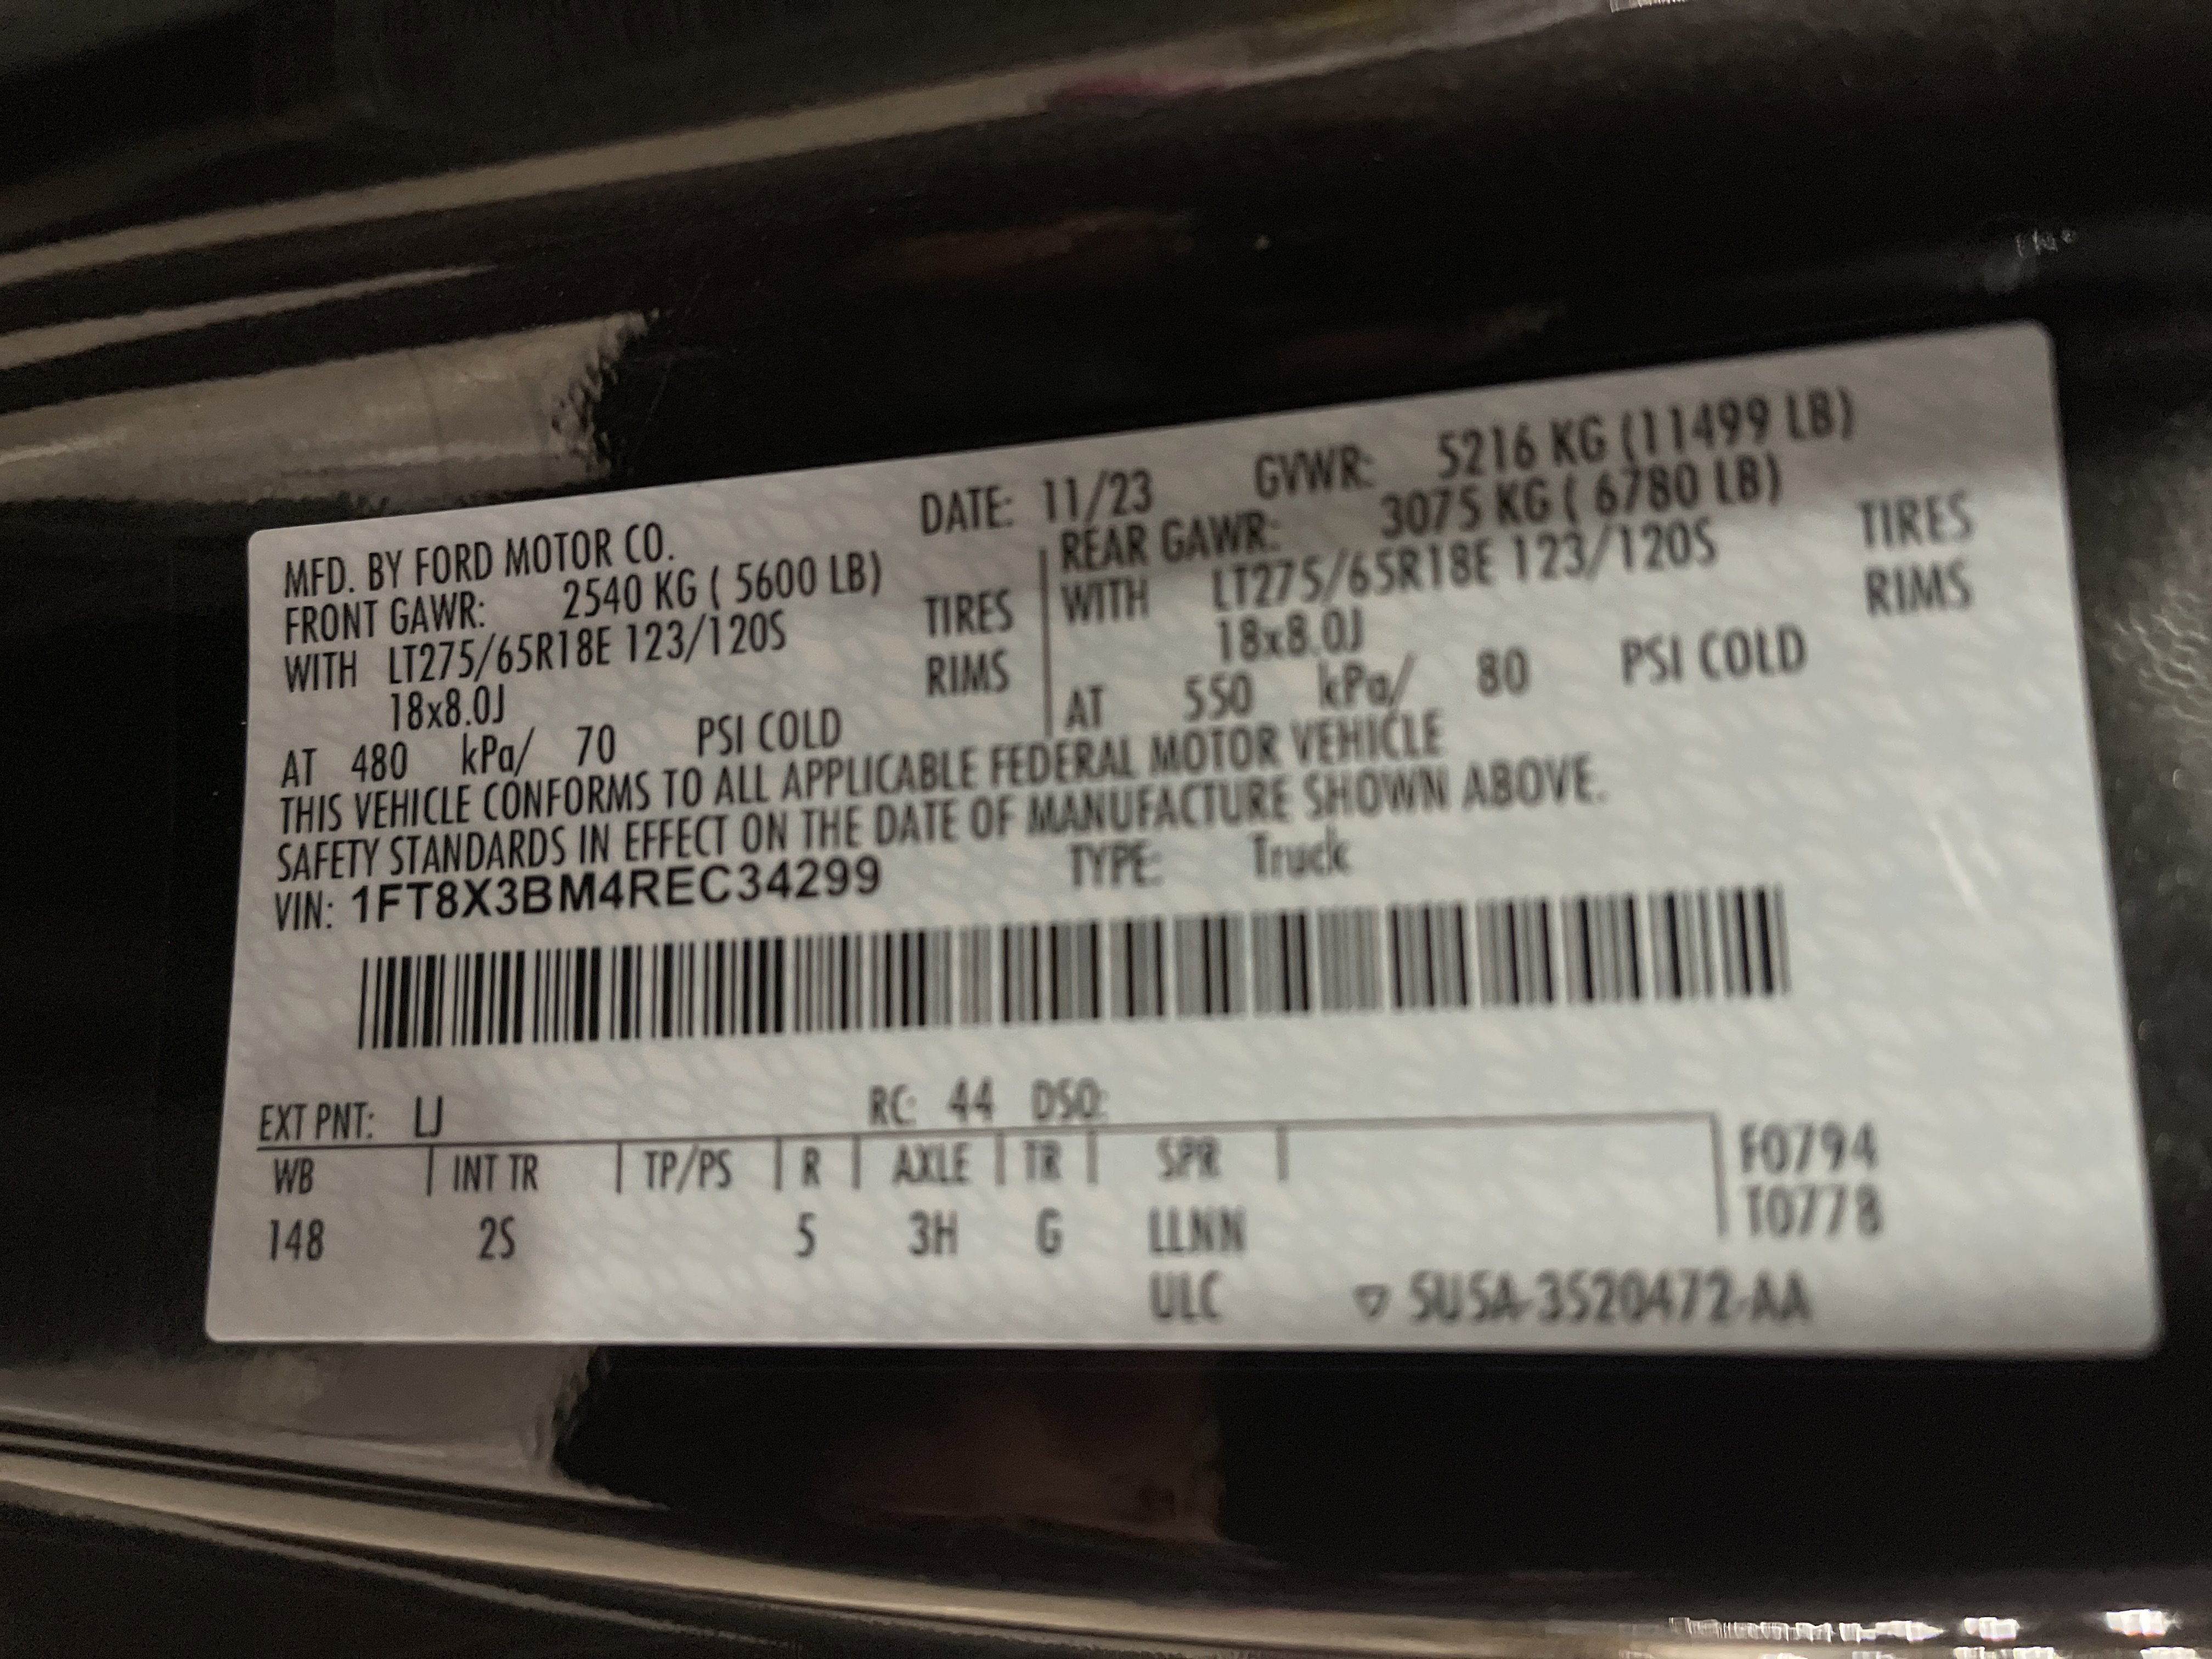 MFD. BY FORD MOTOR CO. DATE: 11/23 GVWR: 5216 KG (11499 LB)
FRONT GAWR: 2540 KG ( 5600 LB) REAR GAWR: 3075 KG ( 6780 LB)
WITH LT275/65R18E 123/120S TIRES WITH LT275/65R18E 123/120S TIRES
18x8.0J RIMS 18x8.0J RIMS
AT 480 kPa/ 70 PSI COLD AT 550 kPa/ 80 PSI COLD
THIS VEHICLE CONFORMS TO ALL APPLICABLE FEDERAL MOTOR VEHICLE
SAFETY STANDARDS IN EFFECT ON THE DATE OF MANUFACTURE SHOWN ABOVE.
VIN: 1FT8X3BM4REC34299 TYPE: Truck
EXT PNT: LJ RC: 44 DSO:
WB INT TR TP/PS R AXLE TR SPR F0794
T0778
148 2S 5 3H G LLNN
ULC ▽ SU5A-3520472-AA